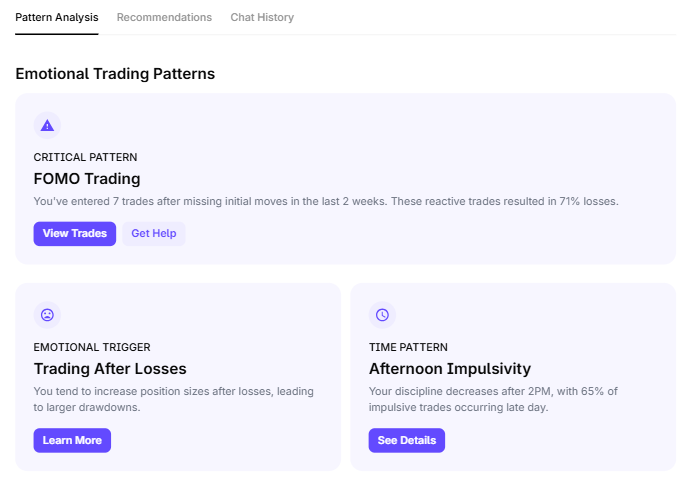 Pattern Analysis
Recommendations
Chat History
Emotional Trading Patterns
CRITICAL PATTERN
FOMO Trading
You've entered 7 trades after missing initial moves in the last 2 weeks. These reactive trades resulted in 71% losses.
View Trades
Get Help
EMOTIONAL TRIGGER
Trading After Losses
You tend to increase position sizes after losses, leading
to larger drawdowns.
Learn More
TIME PATTERN
Afternoon Impulsivity
Your discipline decreases after 2PM, with 65% of
impulsive trades occurring late day.
See Details